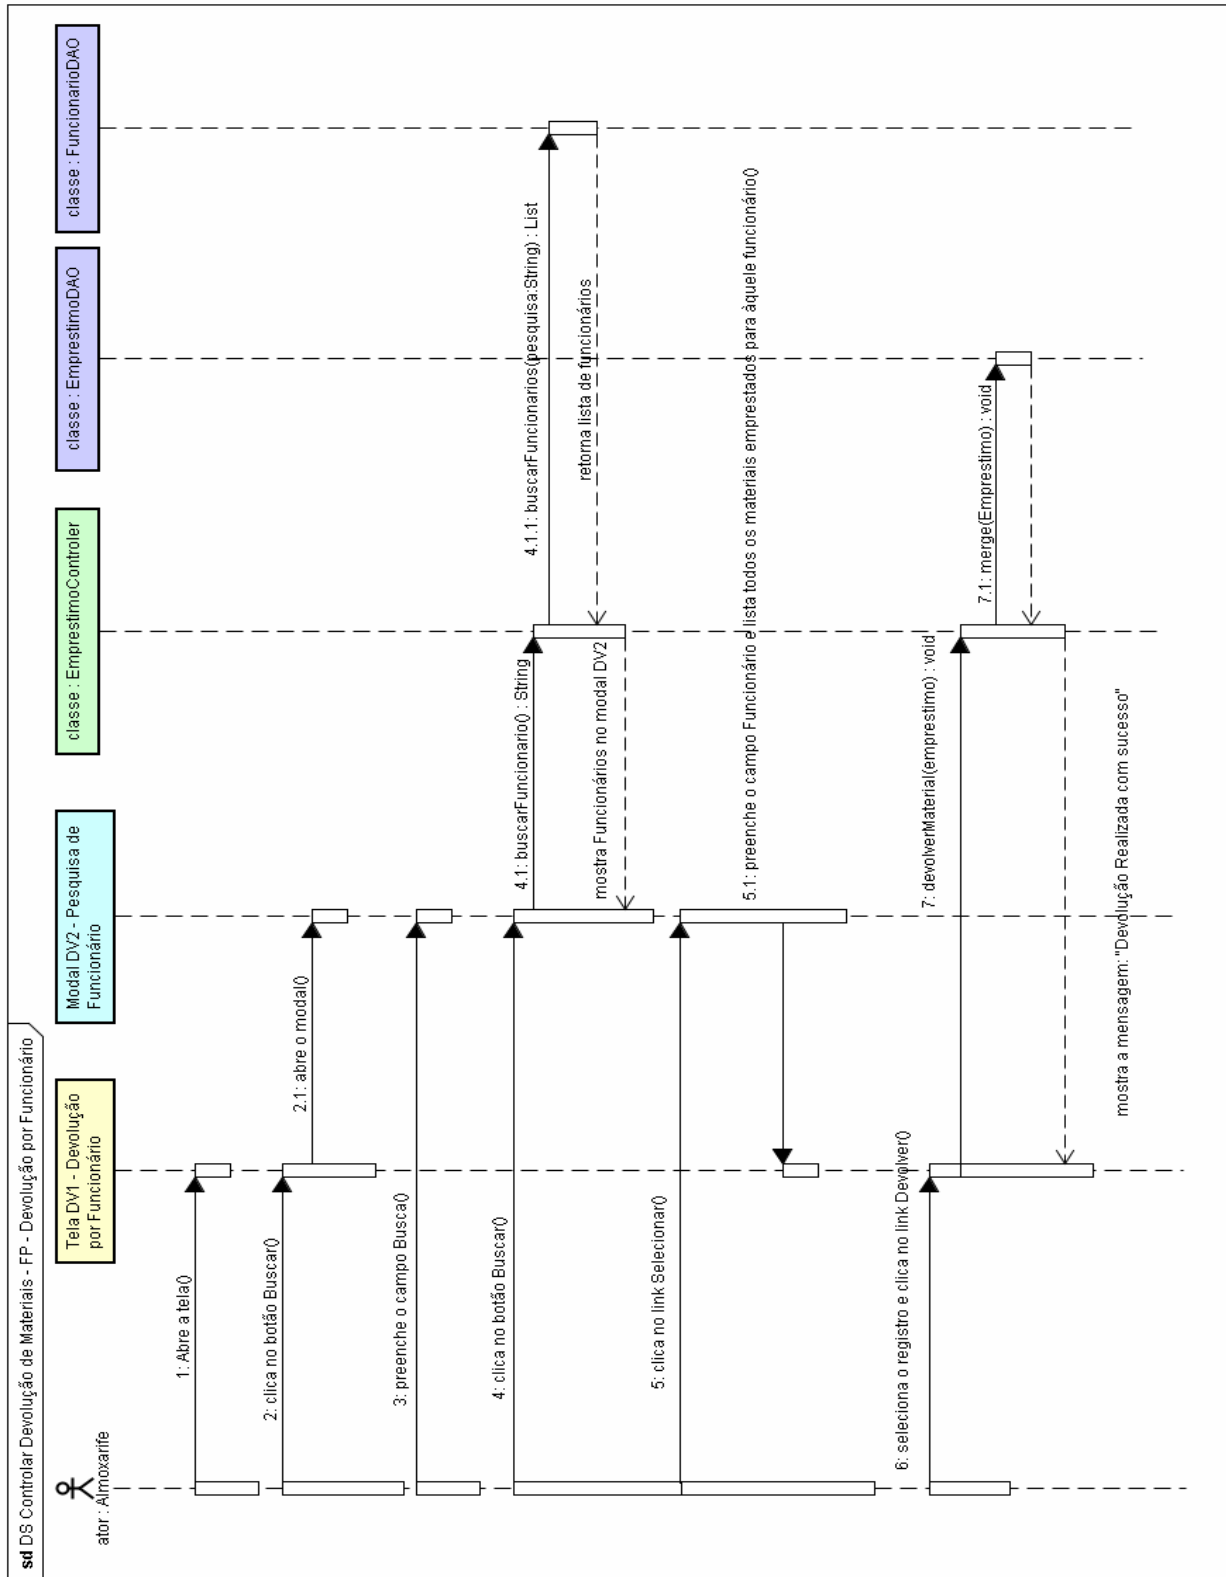 sd DS Controlar Devolução de Materiais - FP - Devolução por Funcionário
ator : Almoxarife
Tela DV1 - Devolução
por Funcionário
Modal DV2 - Pesquisa de
Funcionário
classe : EmprestimoControler
classe : EmprestimoDAO
classe : FuncionarioDAO
1: Abre a tela()
2: clica no botão Buscar()
2.1: abre o modal()
3: preenche o campo Busca()
4: clica no botão Buscar()
4.1: buscarFuncionario() : String
4.1.1: buscarFuncionarios(pesquisa:String) : List
retorna lista de funcionários
mostra Funcionários no modal DV2
5: clica no link Selecionar()
5.1: preenche o campo Funcionário e lista todos os materiais emprestados para àquele funcionário()
6: seleciona o registro e clica no link Devolver()
7: devolverMaterial(emprestimo) : void
7.1: merge(Emprestimo) : void
mostra a mensagem: "Devolução Realizada com sucesso"